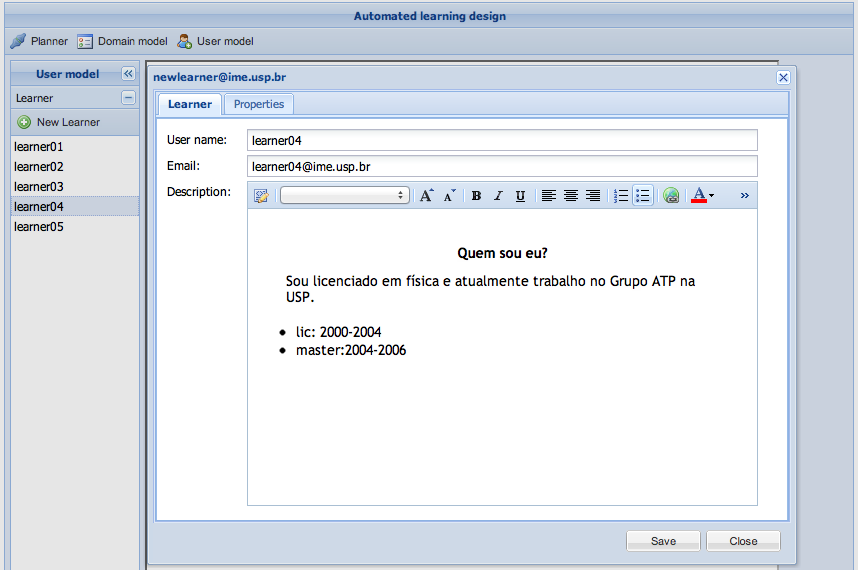 Automated learning design
Planner Domain model User model
User model
Learner
New Learner
learner01
learner02
learner03
learner04
learner05
newlearner@ime.usp.br
Learner Properties
User name: learner04
Email: learner04@ime.usp.br
Description:
A A B I U A
Quem sou eu?
Sou licenciado em física e atualmente trabalho no Grupo ATP na
USP.
lic: 2000-2004
master:2004-2006
Save Close